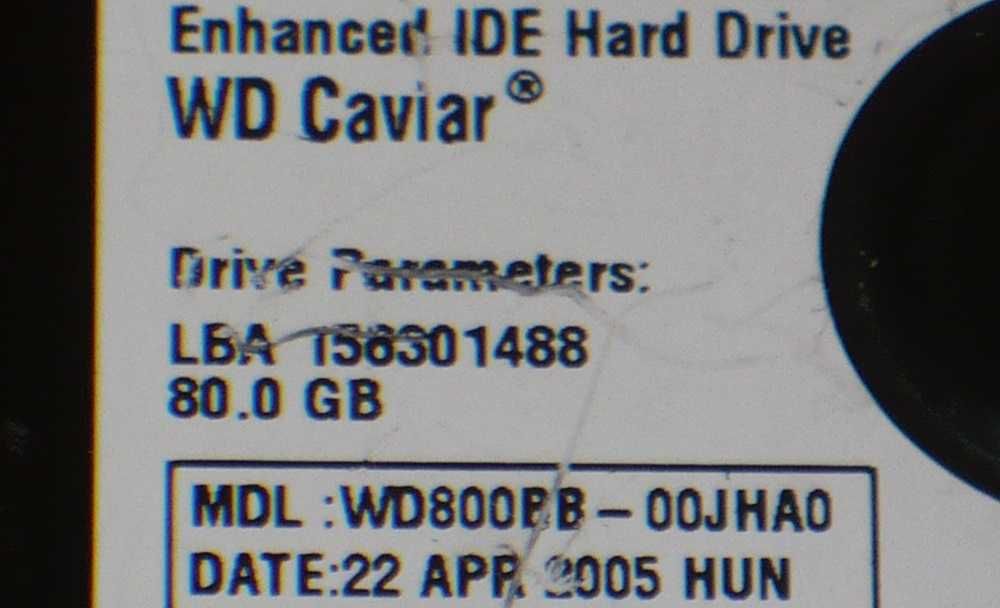 Enhanced IDE Hard Drive
WD Caviar®
Drive Parameters:
LBA 156301488
80.0 GB
MDL :WD800BB-00JHA0
DATE:22 APR 2005 HUN